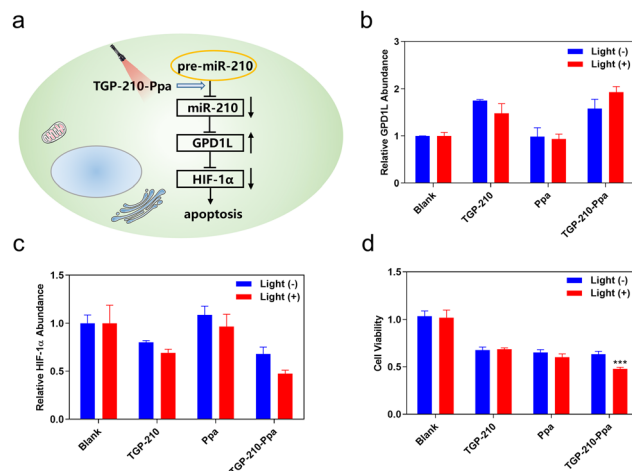 a
pre-miR-210
TGP-210-Ppa
miR-210
GPD1L
HIF-1α
apoptosis
b
Relative GPD1L Abundance
3
2
1
0
Light (-)
Light (+)
Blank
TGP-210
Ppa
TGP-210-Ppa
c
Relative HIF-1α Abundance
1.5
1.0
0.5
0.0
Light (-)
Light (+)
Blank
TGP-210
Ppa
TGP-210-Ppa
d
Cell Viability
1.5
1.0
0.5
0.0
Light (-)
Light (+)
***
Blank
TGP-210
Ppa
TGP-210-Ppa